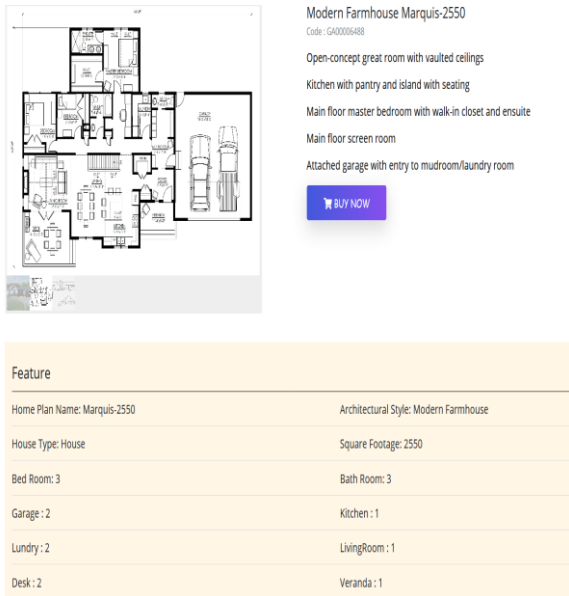 Modern Farmhouse Marquis-2550
Code : GA00006488
Open-concept great room with vaulted ceilings
Kitchen with pantry and island with seating
Main floor master bedroom with walk-in closet and ensuite
Main floor screen room
Attached garage with entry to mudroom/laundry room
BUY NOW
Feature
Home Plan Name: Marquis-2550
Architectural Style: Modern Farmhouse
House Type: House
Square Footage: 2550
Bed Room: 3
Bath Room: 3
Garage : 2
Kitchen : 1
Lundry : 2
LivingRoom : 1
Desk : 2
Veranda : 1